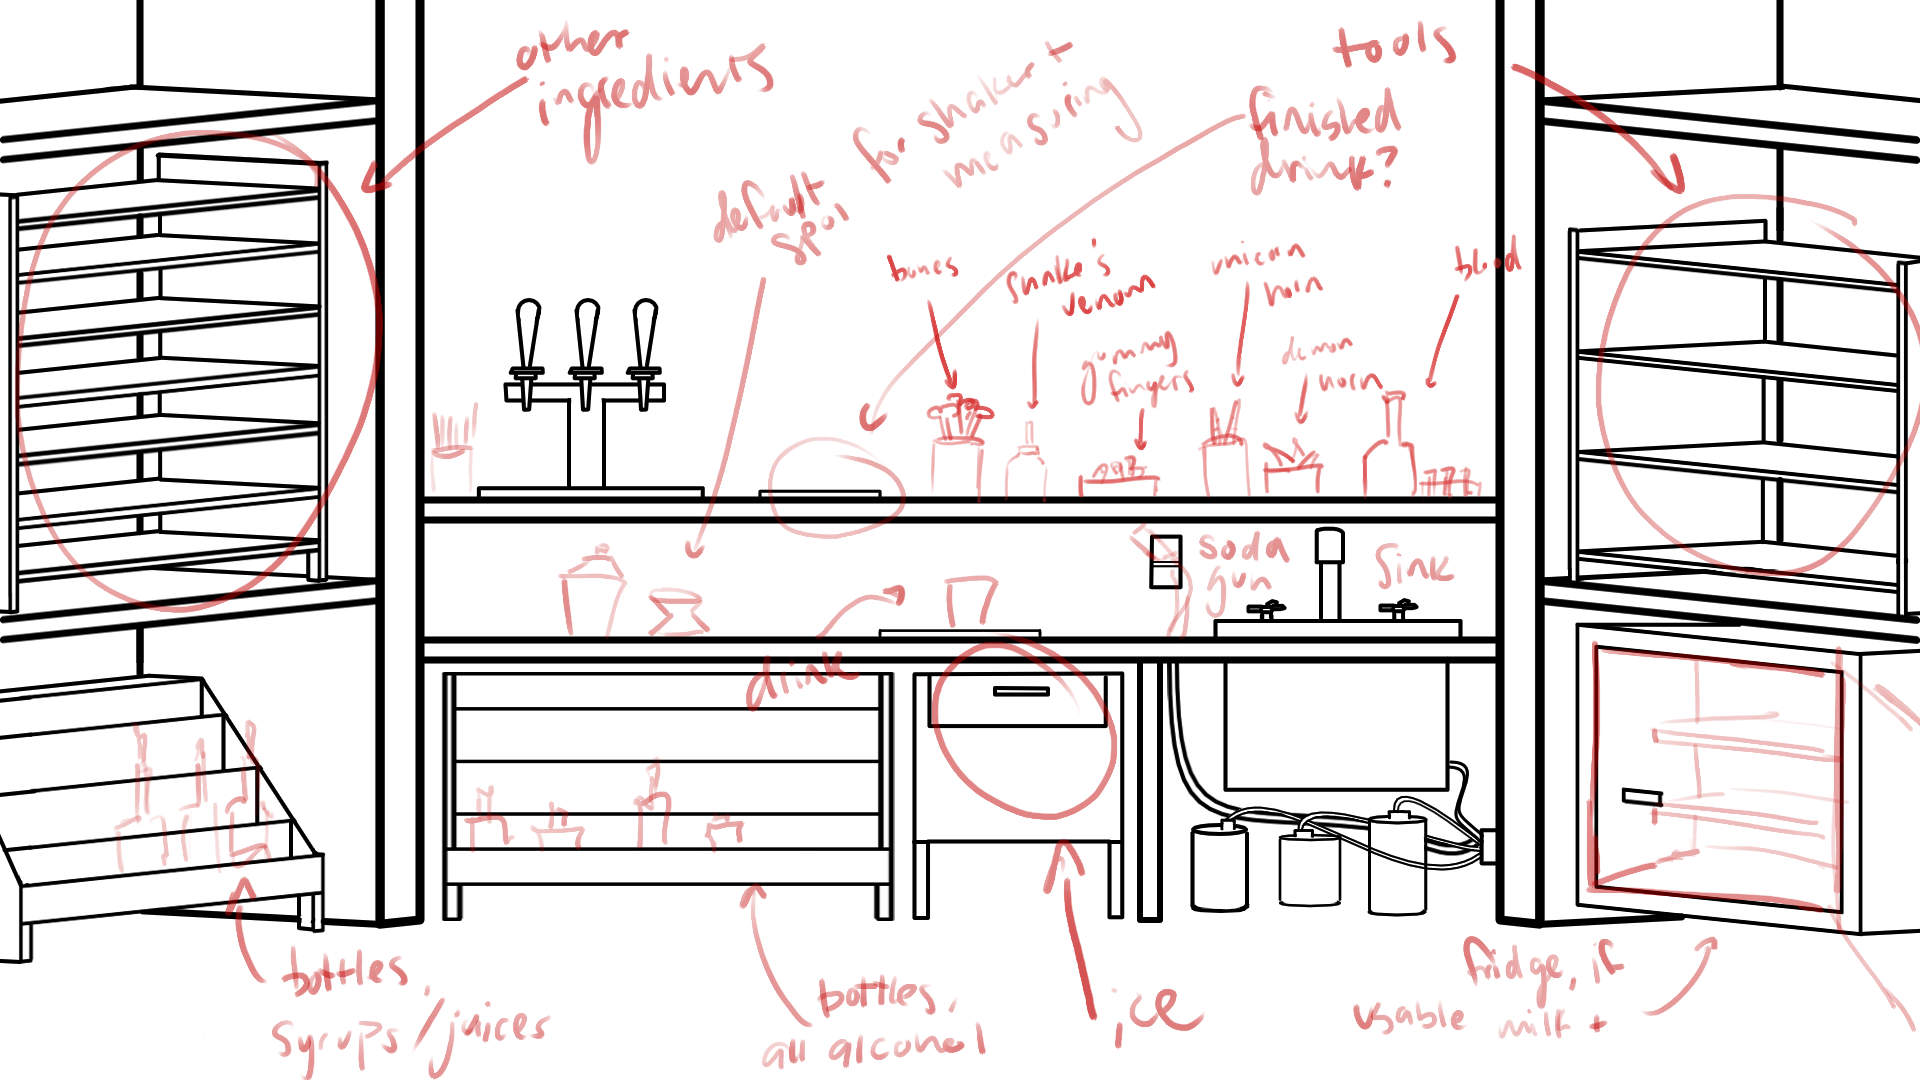 other
ingredients
for shaker +
measuring
finished
drink?
tools
default
spot
bones
snake's
venom
unicorn
horn
blood
gummy
fingers
demon
horn
soda
gun
sink
drink
bottles,
syrups/juices
bottles,
all alcohol
ice
fridge, if
usable milk +